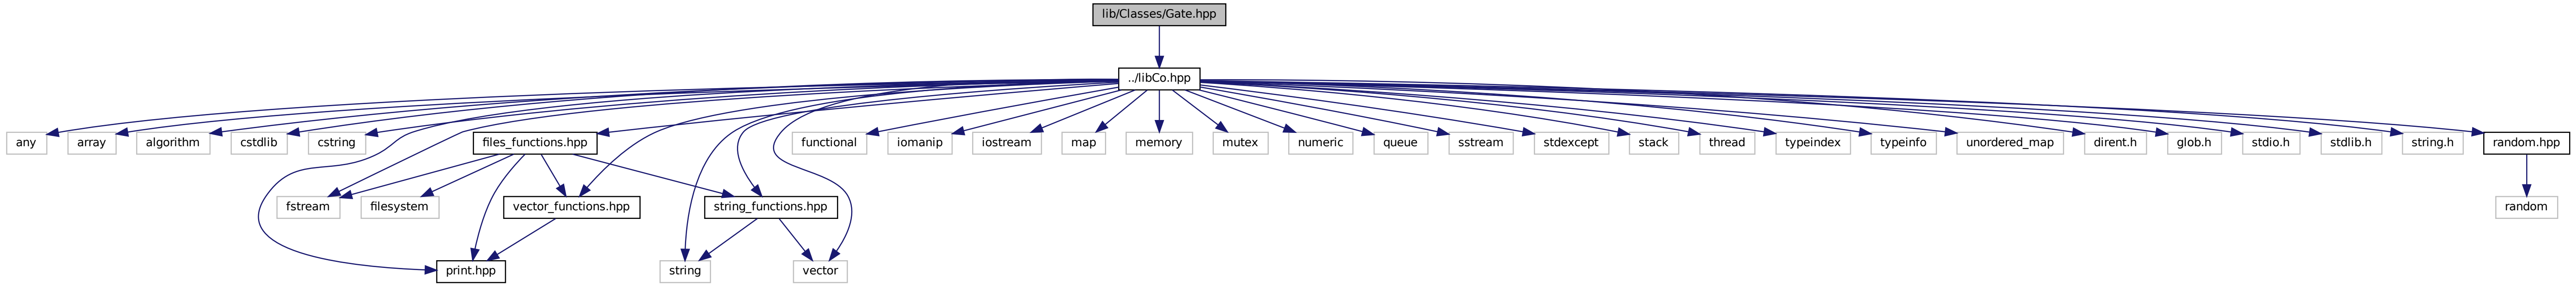 lib/Classes/Gate.hpp
../libCo.hpp
any
array
algorithm
cstdlib
cstring
files_functions.hpp
functional
iomanip
iostream
map
memory
mutex
numeric
queue
sstream
stdexcept
stack
thread
typeindex
typeinfo
unordered_map
dirent.h
glob.h
stdio.h
stdlib.h
string.h
random.hpp
fstream
filesystem
vector_functions.hpp
string_functions.hpp
random
print.hpp
string
vector